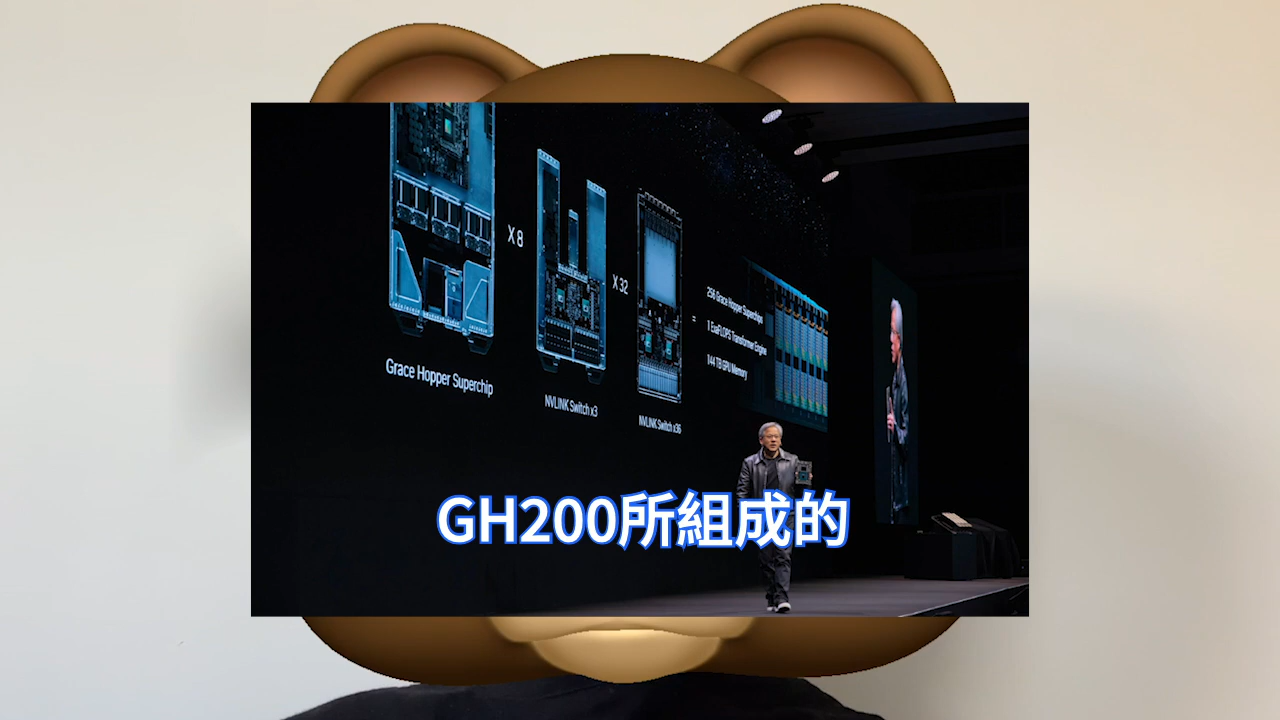 X 8
X 32
=
256 Grace Hopper Superchips
1 ExaFLOPS Transformer Engine
144 TB GPU Memory
Grace Hopper Superchip
NVLINK Switch x3
NVLINK Switch x36
GH200所組成的